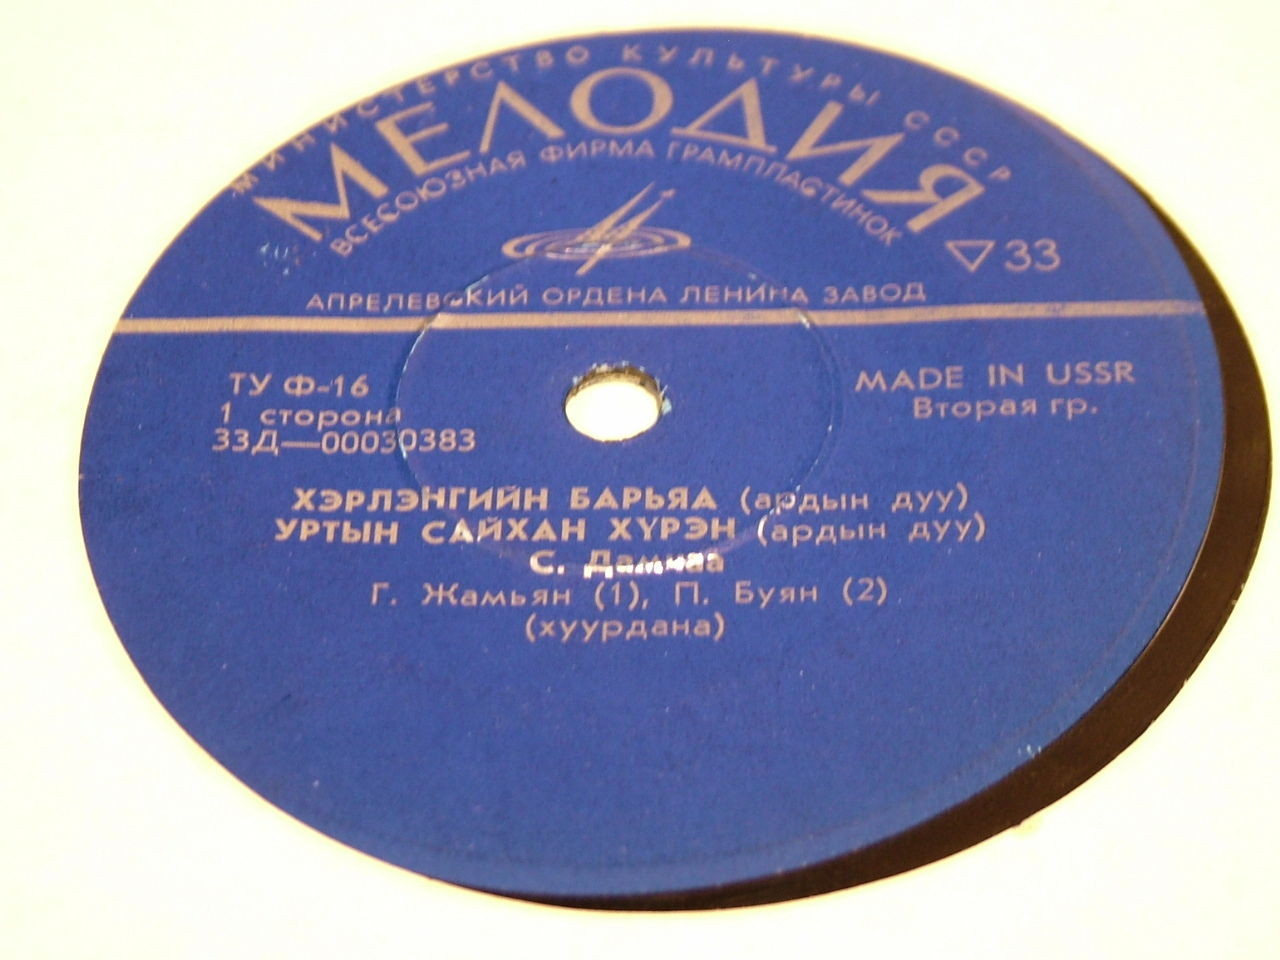 МИНИСТЕРСТВО КУЛЬТУРЫ СССР
МЕЛОДИЯ
ВСЕСОЮЗНАЯ ФИРМА ГРАМПЛАСТИНОК
33
АПРЕЛЕВСКИЙ ОРДЕНА ЛЕНИНА ЗАВОД
ТУ Ф-16
1 сторона
33Д—00030383
MADE IN USSR
Вторая гр.
ХЭРЛЭНГИЙН БАРЬЯА (ардын дуу)
УРТЫН САЙХАН ХҮРЭН (ардын дуу)
С.
Г. Жамьян (1), П. Буян (2)
(хуурдана)